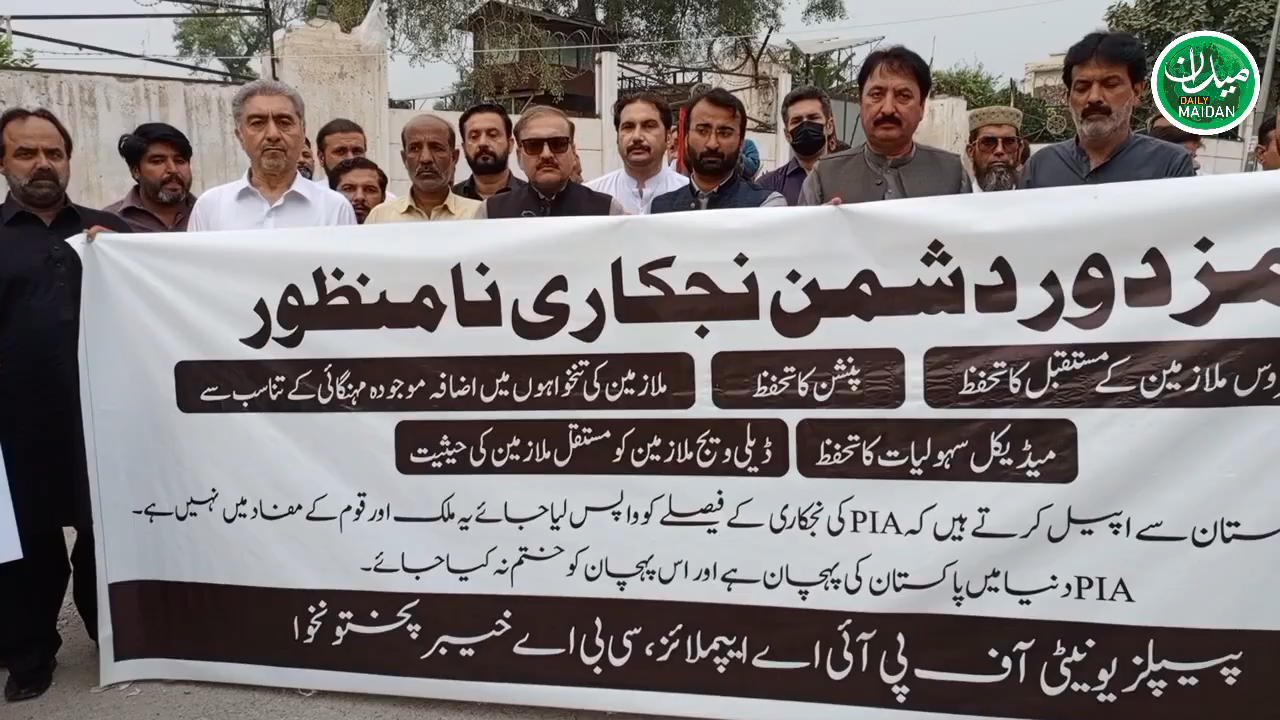 میدان
DAILY
MAIDAN
مزدور دشمن نجکاری نامنظور
ملازمین کے مستقبل کا تحفظ پنشن کا تحفظ ملازمین کی تنخواہوں میں اضافہ موجودہ مہنگائی کے تناسب سے
میڈیکل سہولیات کا تحفظ ڈیلی ویج ملازمین کو مستقل ملازمین کی حیثیت
ستان سے اپیل کرتے ہیں کہ PIA کی نجکاری کے فیصلے کو واپس لیا جائے یہ ملک اور قوم کے مفاد میں نہیں ہے۔
PIA دنیا میں پاکستان کی پہچان ہے اور اس پہچان کو ختم نہ کیا جائے۔
پیپلز یونیٹی آف پی آئی اے ایپملائز، سی بی اے خیبر پختونخوا